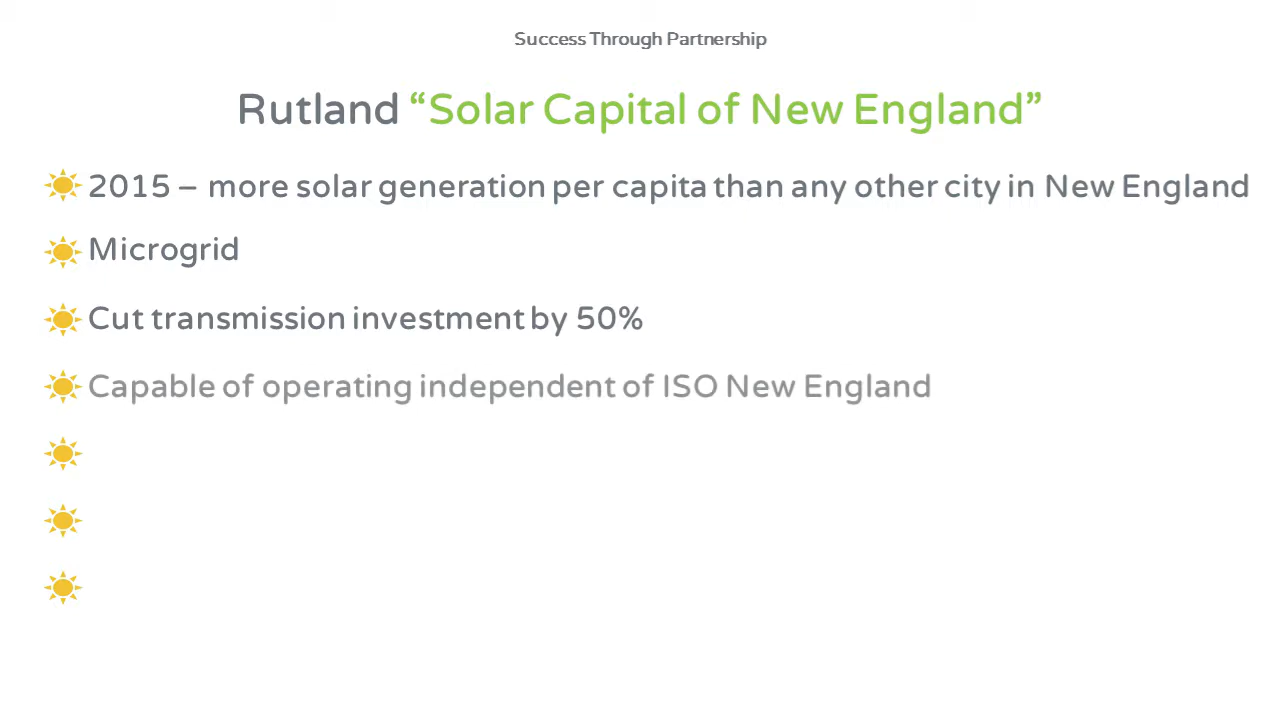 Success Through Partnership
Rutland “Solar Capital of New England”
2015 – more solar generation per capita than any other city in New England
Microgrid
Cut transmission investment by 50%
Capable of operating independent of ISO New England